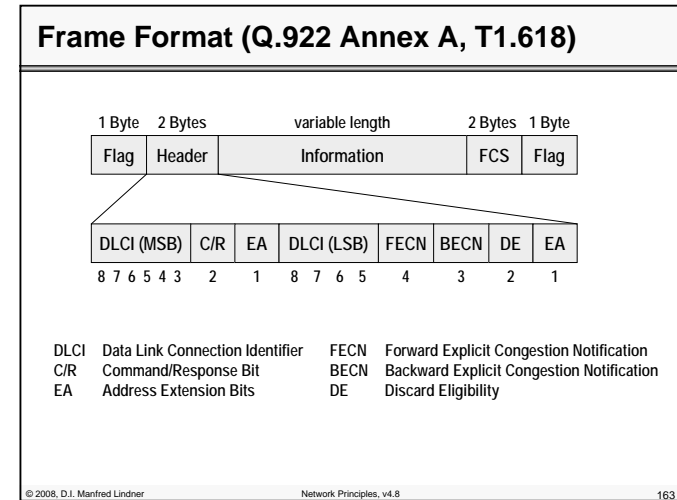 Frame Format (Q.922 Annex A, T1.618)
1 Byte 2 Bytes variable length 2 Bytes 1 Byte
Flag Header Information FCS Flag
DLCI (MSB) C/R EA DLCI (LSB) FECN BECN DE EA
8 7 6 5 4 3 2 1 8 7 6 5 4 3 2 1
DLCI Data Link Connection Identifier FECN Forward Explicit Congestion Notification
C/R Command/Response Bit BECN Backward Explicit Congestion Notification
EA Address Extension Bits DE Discard Eligibility
© 2008, D.I. Manfred Lindner Network Principles, v4.8 163